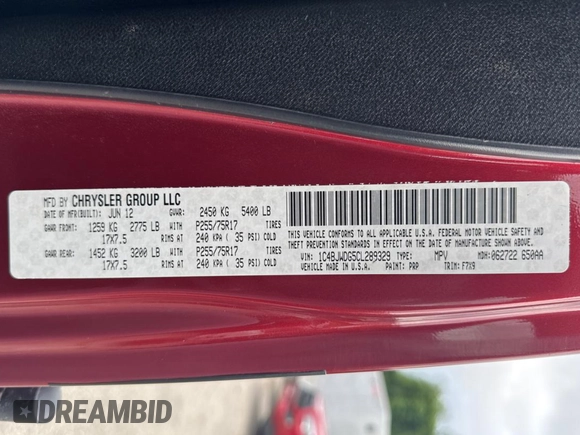 MFD BY CHRYSLER GROUP LLC
DATE OF MFR(BUILT): JUN 12 GVWR: 2450 KG 5400 LB
GAWR FRONT: 1259 KG 2775 LB WITH P255/75R17 TIRES
17X7.5 RIMS AT 240 KPA ( 35 PSI) COLD
GAWR REAR: 1452 KG 3200 LB WITH P255/75R17 TIRES
17X7.5 RIMS AT 240 KPA ( 35 PSI) COLD
THIS VEHICLE CONFORMS TO ALL APPLICABLE U.S.A. FEDERAL MOTOR VEHICLE SAFETY,
BUMPER, AND THEFT PREVENTION STANDARDS IN EFFECT ON THE DATE OF MANUFACTURE SHOWN ABOVE.
VIN: 1C4BJWDG5CL209329 TYPE: MPV MDH: 062722 650AA
VEHICLE MADE IN U.S.A. PAINT: PRP TRIM: F7X9
DREAMBID